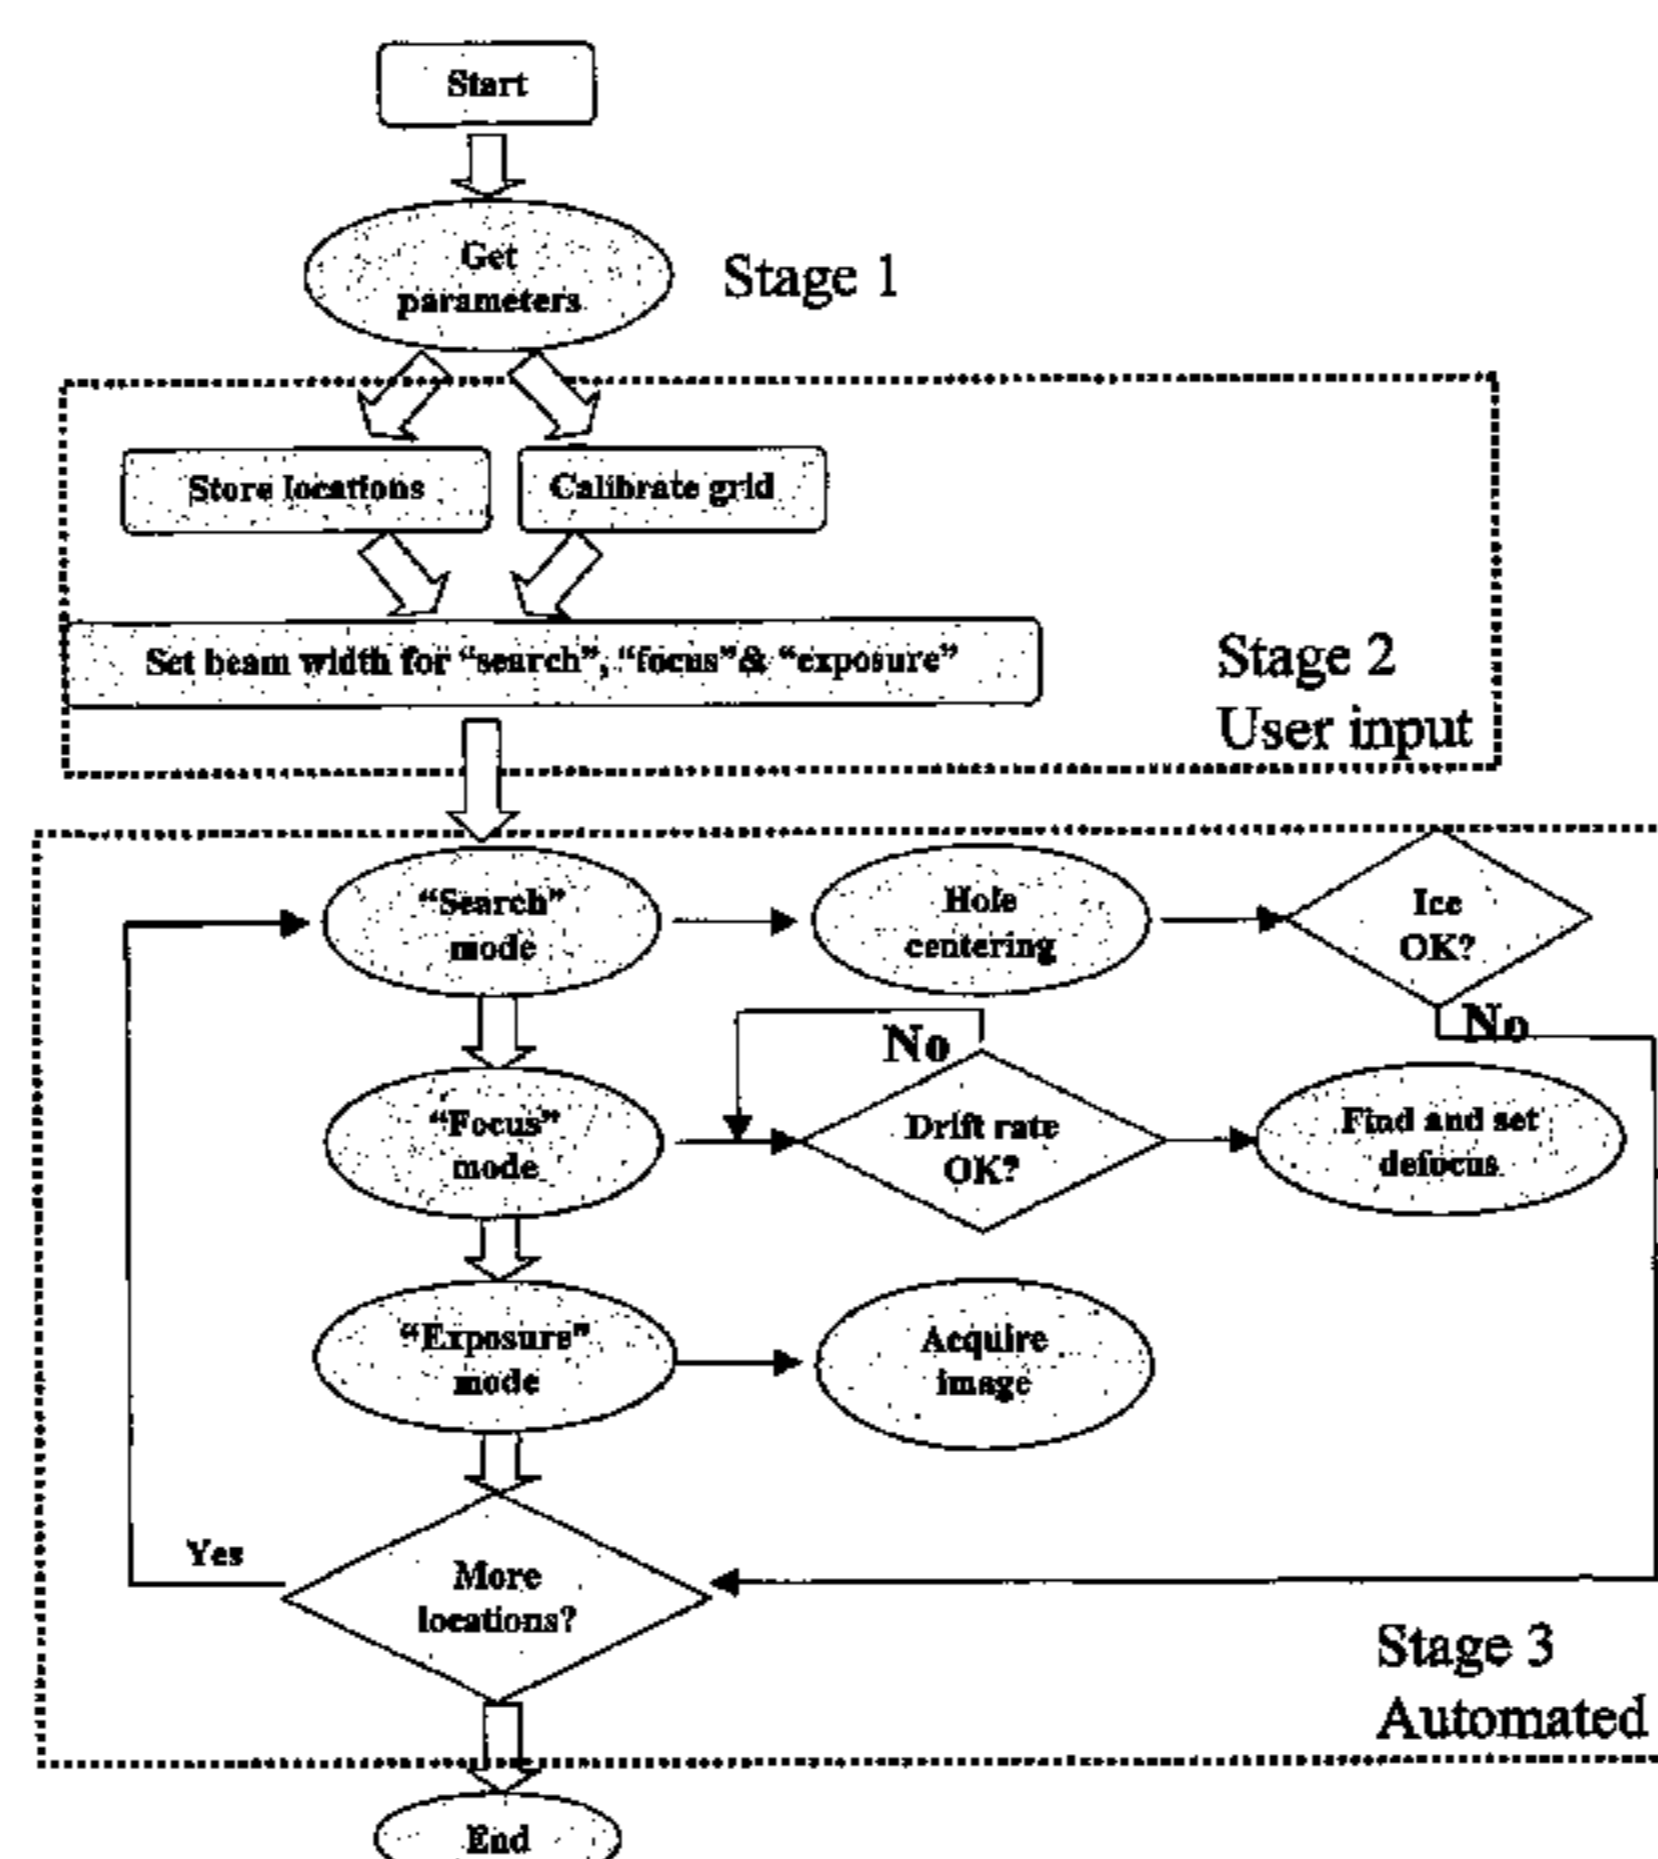 Start
Get
parameters
Stage 1
Store locations
Calibrate grid
Set beam width for “search”, “focus”& “exposure”
Stage 2
User input
“Search”
mode
Hole
centering
Ice
OK?
No
No
“Focus”
mode
Drift rate
OK?
Find and set
defocus
“Exposure”
mode
Acquire
image
Yes
More
locations?
Stage 3
Automated
End